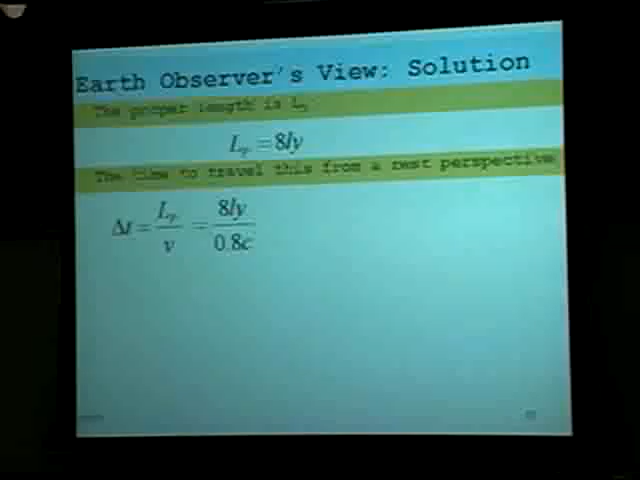 Earth Observer's View: Solution
The proper length is Lₚ
Lₚ = 8ly
The time to travel this from a rest perspective
Δt = Lₚ/v = 8ly/0.8c